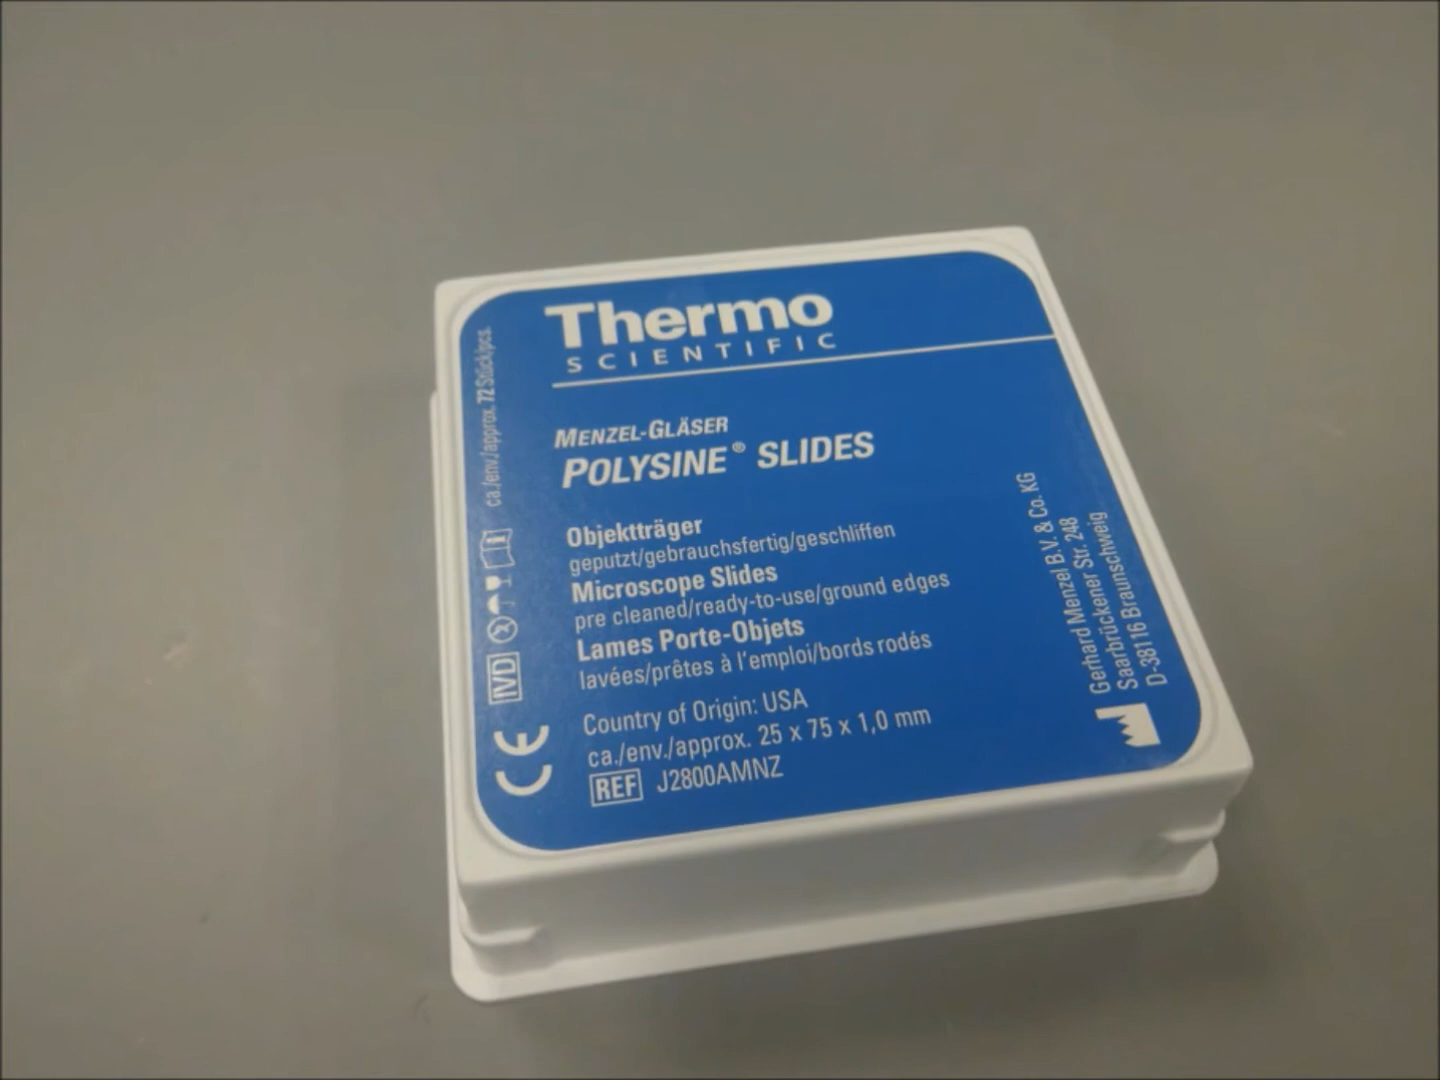 Thermo
SCIENTIFIC
MENZEL-GLÄSER
POLYSINE® SLIDES
Objektträger
geputzt/gebrauchsfertig/geschliffen
Microscope Slides
pre cleaned/ready-to-use/ground edges
Lames Porte-Objets
lavées/prêtes à l'emploi/bords rodés
Country of Origin: USA
ca./env./approx. 25 x 75 x 1,0 mm
REF J2800AMNZ
CE IVD ca./env./approx. 72 Stück/pcs.
Gerhard Menzel B.V. & Co. KG
Saarbrückener Str. 248
D-38116 Braunschweig